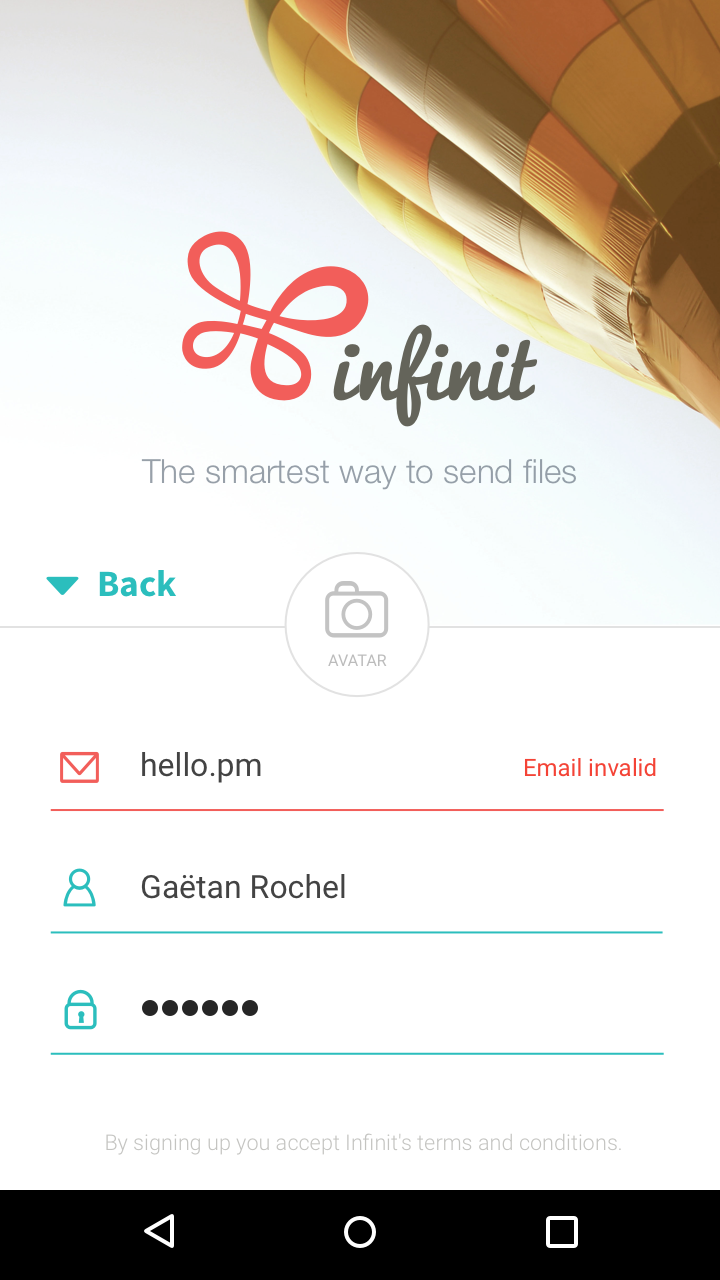 infinit
The smartest way to send files
Back
AVATAR
hello.pm Email invalid
Gaëtan Rochel
●●●●●●
By signing up you accept Infinit's terms and conditions.